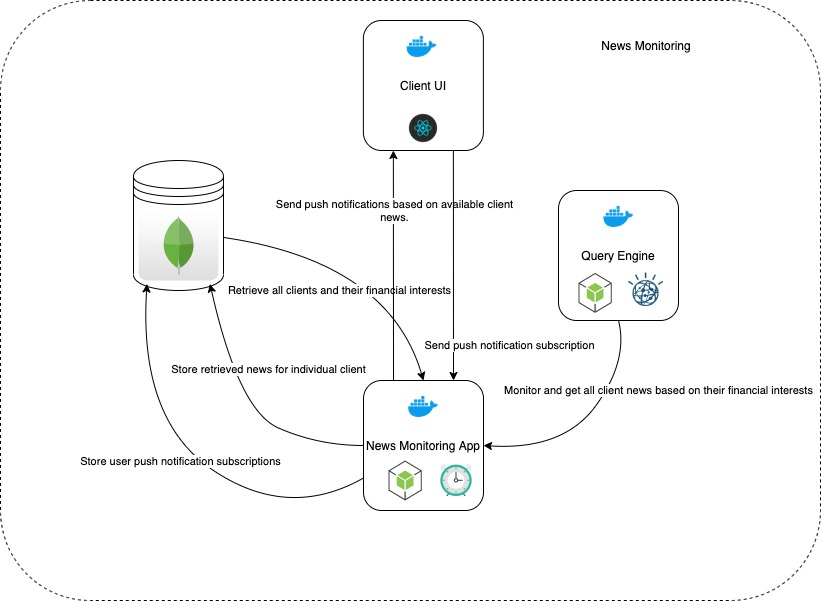 News Monitoring
Client UI
Send push notifications based on available client
news.
Query Engine
Retrieve all clients and their financial interests
Send push notification subscription
Store retrieved news for individual client
Monitor and get all client news based on their financial interests
News Monitoring App
Store user push notification subscriptions